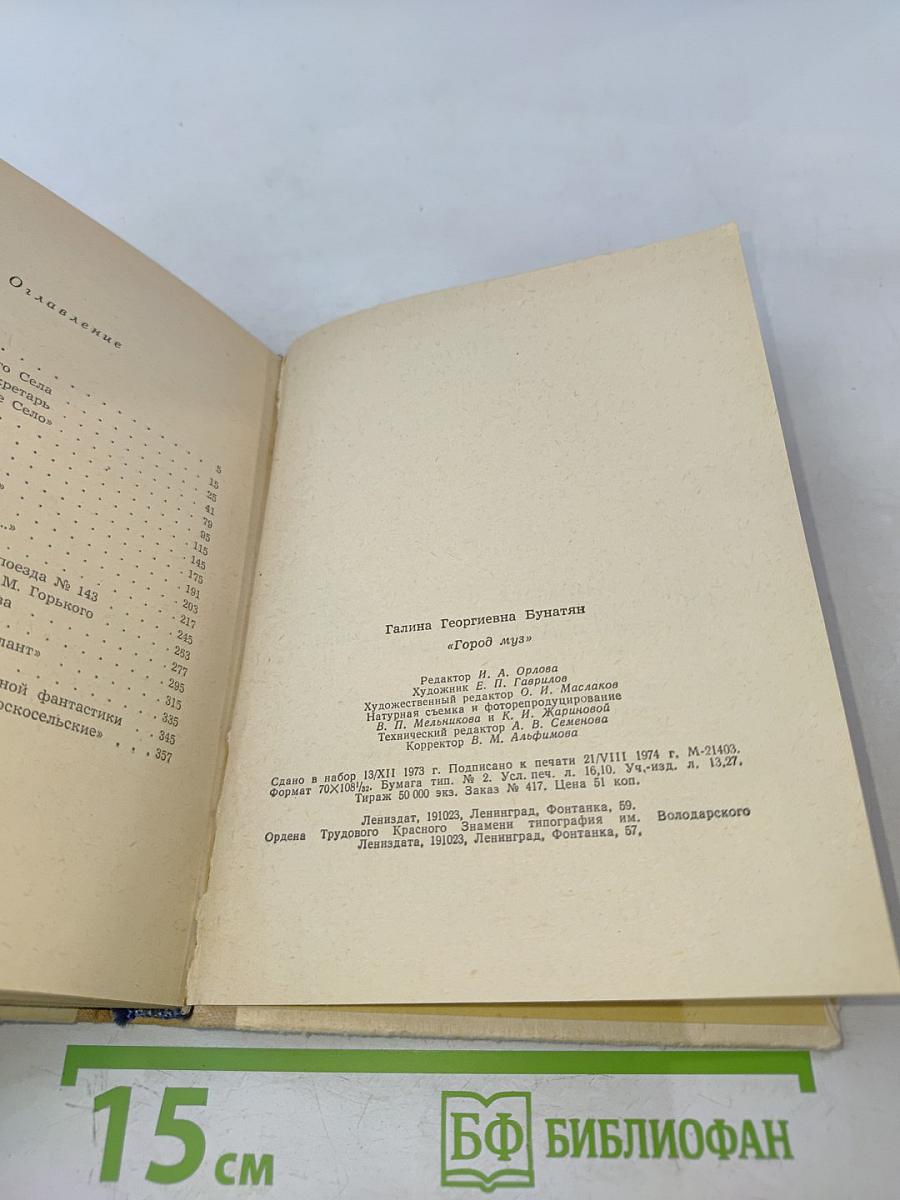 Оглавление
го Села
кретарь
е Село»
»
...»
поезда № 143
М. Горького
ва
лант»
ной фантастики
рскосельские»
5
15
25
41
79
95
115
145
175
191
203
217
245
263
277
295
315
335
345
357
Галина Георгиевна Бунатян
«Город муз»
Редактор И. А. Орлова
Художник Е. П. Гаврилов
Художественный редактор О. И. Маслаков
Натурная съемка и фоторепродуцирование
В. П. Мельникова и К. И. Жариновой
Технический редактор А. В. Семенова
Корректор В. М. Альфимова
Сдано в набор 13/XII 1973 г. Подписано к печати 21/VIII 1974 г. М-21403.
Формат 70×108¹/₃₂. Бумага тип. № 2. Усл. печ. л. 16,10. Уч.-изд. л. 13,27.
Тираж 50 000 экз. Заказ № 417. Цена 51 коп.
Лениздат, 191023, Ленинград, Фонтанка, 59.
Ордена Трудового Красного Знамени типография им. Володарского
Лениздата, 191023, Ленинград, Фонтанка, 57.
15 см
БФ БИБЛИОФАН